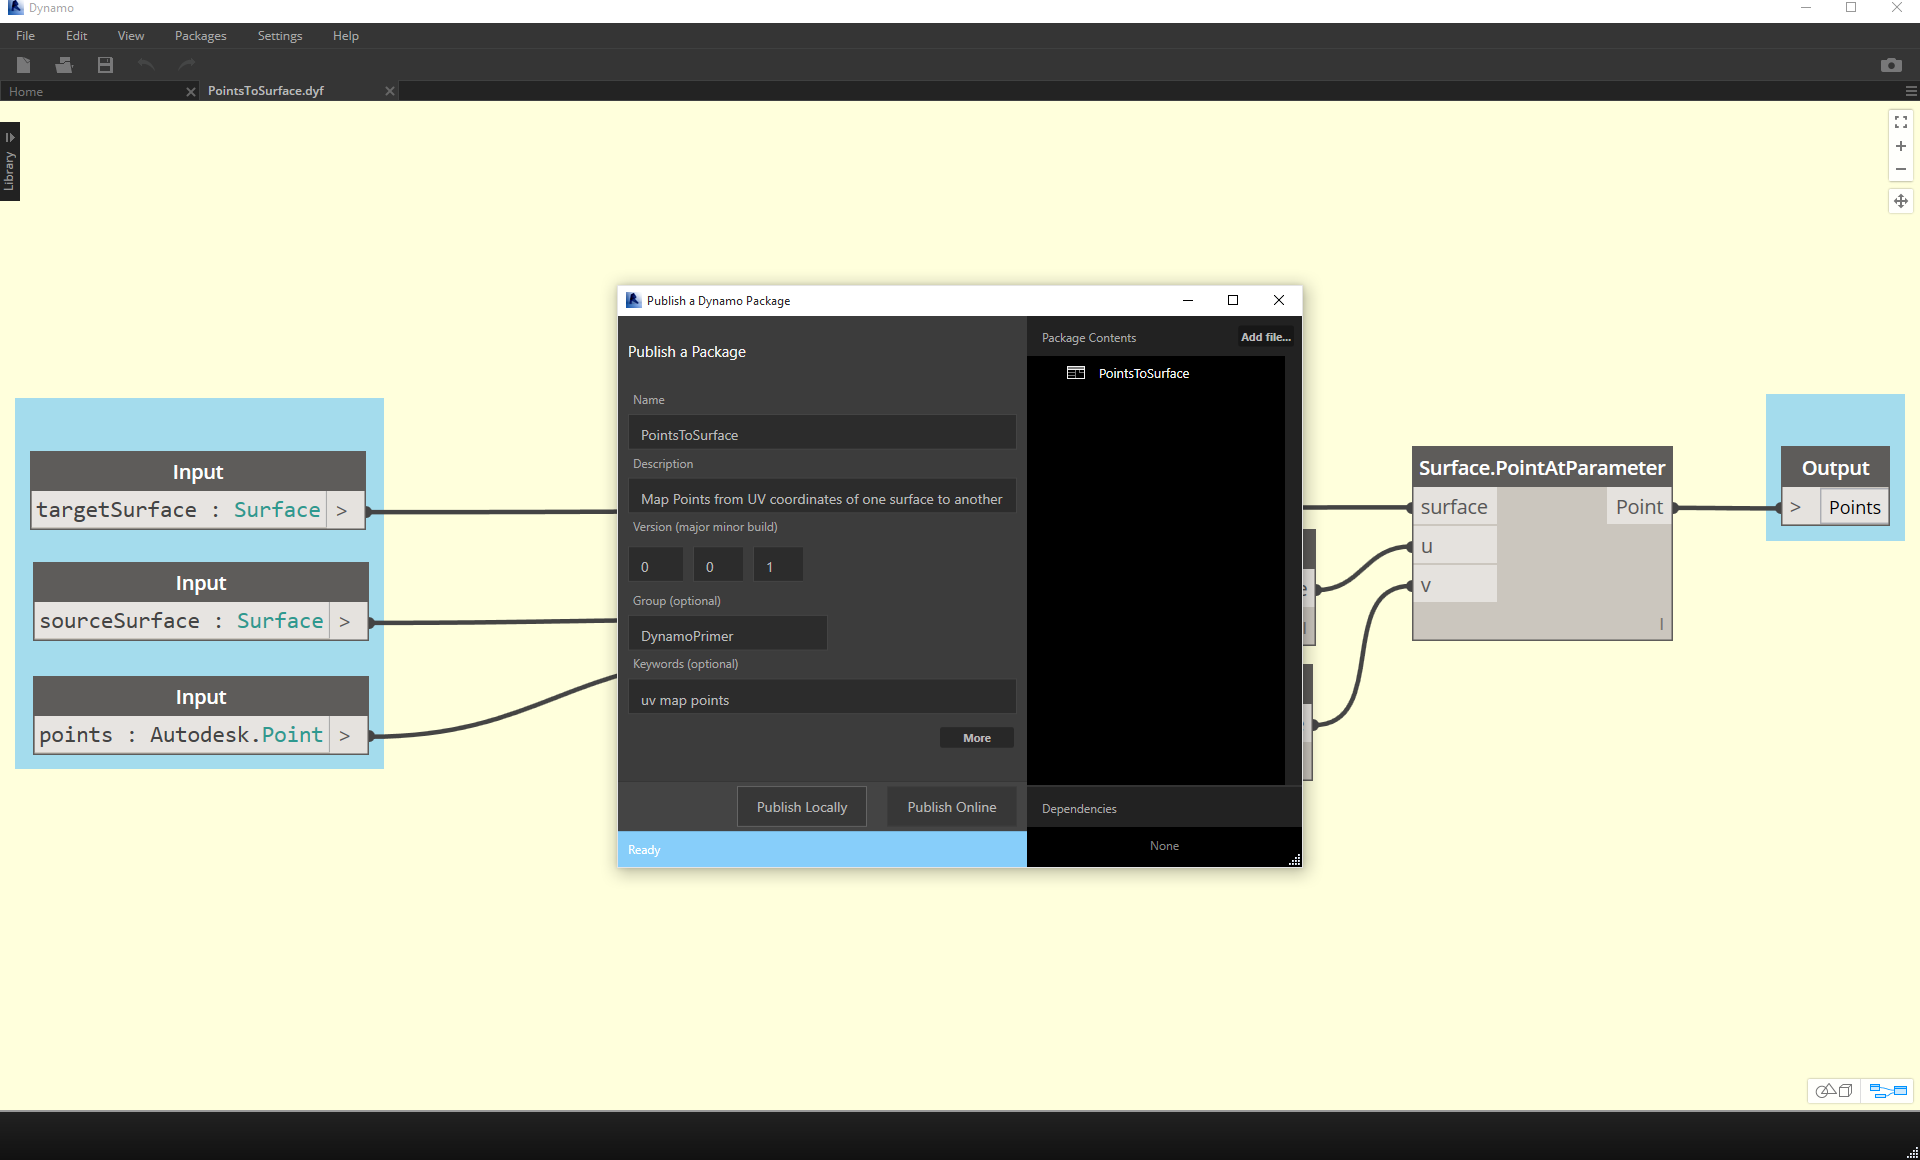 Dynamo
File Edit View Packages Settings Help
Home PointsToSurface.dyf
Library
Publish a Dynamo Package
Publish a Package
Name
PointsToSurface
Description
Map Points from UV coordinates of one surface to another
Version (major minor build)
0 0 1
Group (optional)
DynamoPrimer
Keywords (optional)
uv map points
More
Publish Locally Publish Online
Ready
Package Contents Add file...
PointsToSurface
Dependencies
None
Input
targetSurface : Surface >
Input
sourceSurface : Surface >
Input
points : Autodesk.Point >
Surface.PointAtParameter
surface Point
u
v
l
Output
> Points